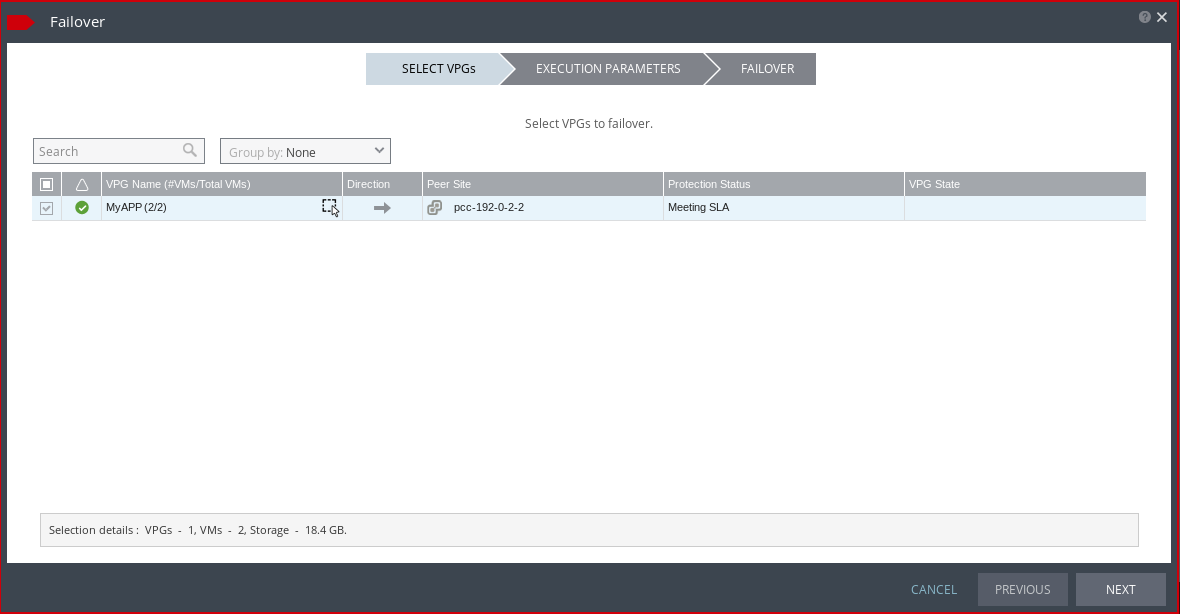 Failover
SELECT VPGs EXECUTION PARAMETERS FAILOVER
Select VPGs to failover.
Search Group by: None
VPG Name (#VMs/Total VMs) Direction Peer Site Protection Status VPG State
MyAPP (2/2) pcc-192-0-2-2 Meeting SLA
Selection details : VPGs - 1, VMs - 2, Storage - 18.4 GB.
CANCEL PREVIOUS NEXT